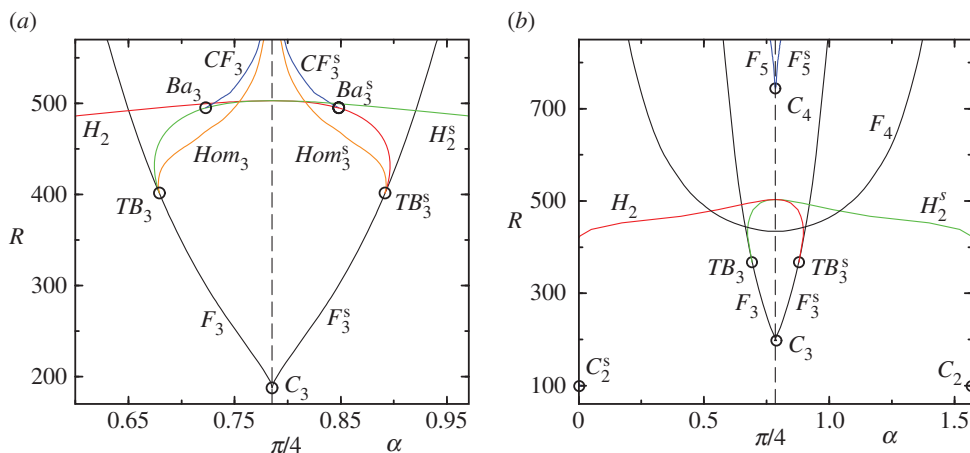 (a)
(b)
CF₃
CF₃ˢ
F₅
F₅ˢ
Ba₃
Ba₃ˢ
C₄
700
F₄
500
H₂
H₂ˢ
Hom₃
Hom₃ˢ
500
H₂
H₂ˢ
400
TB₃
TB₃ˢ
R
R
TB₃
TB₃ˢ
300
F₃
F₃ˢ
300
F₃
F₃ˢ
C₃
200
C₃
100
C₂ˢ
C₂
0.65
0.75
0.85
0.95
0
0.5
1.0
1.5
π/4
α
π/4
α